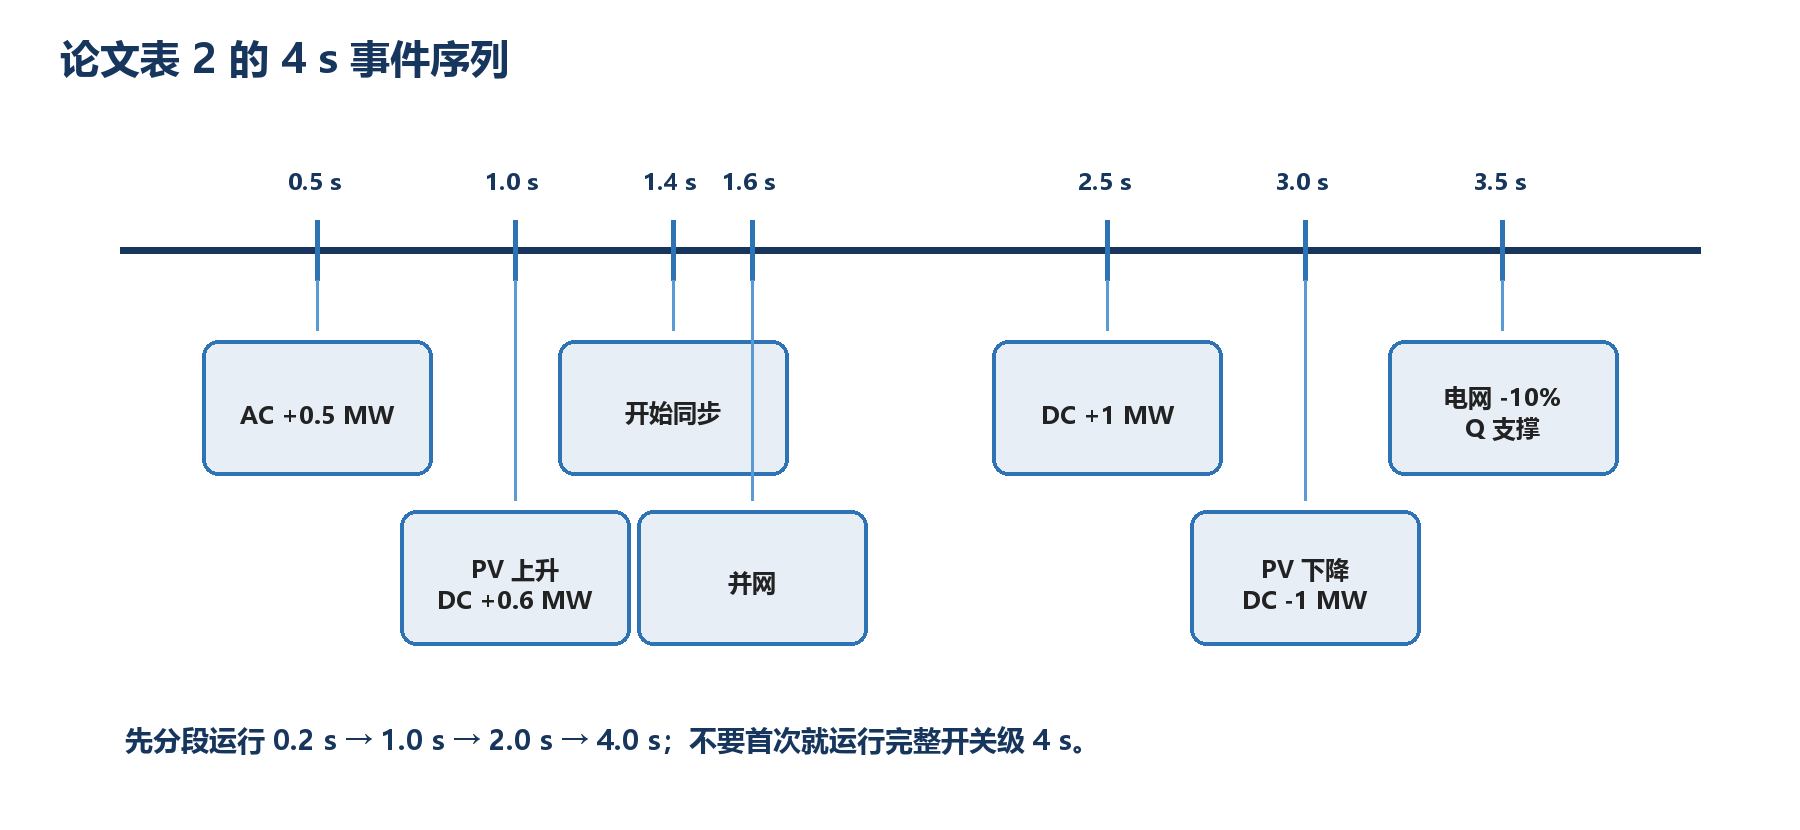 论文表 2 的 4 s 事件序列
0.5 s
1.0 s
1.4 s
1.6 s
2.5 s
3.0 s
3.5 s
AC +0.5 MW
开始同步
DC +1 MW
电网 -10%
Q 支撑
PV 上升
DC +0.6 MW
并网
PV 下降
DC -1 MW
先分段运行 0.2 s → 1.0 s → 2.0 s → 4.0 s；不要首次就运行完整开关级 4 s。